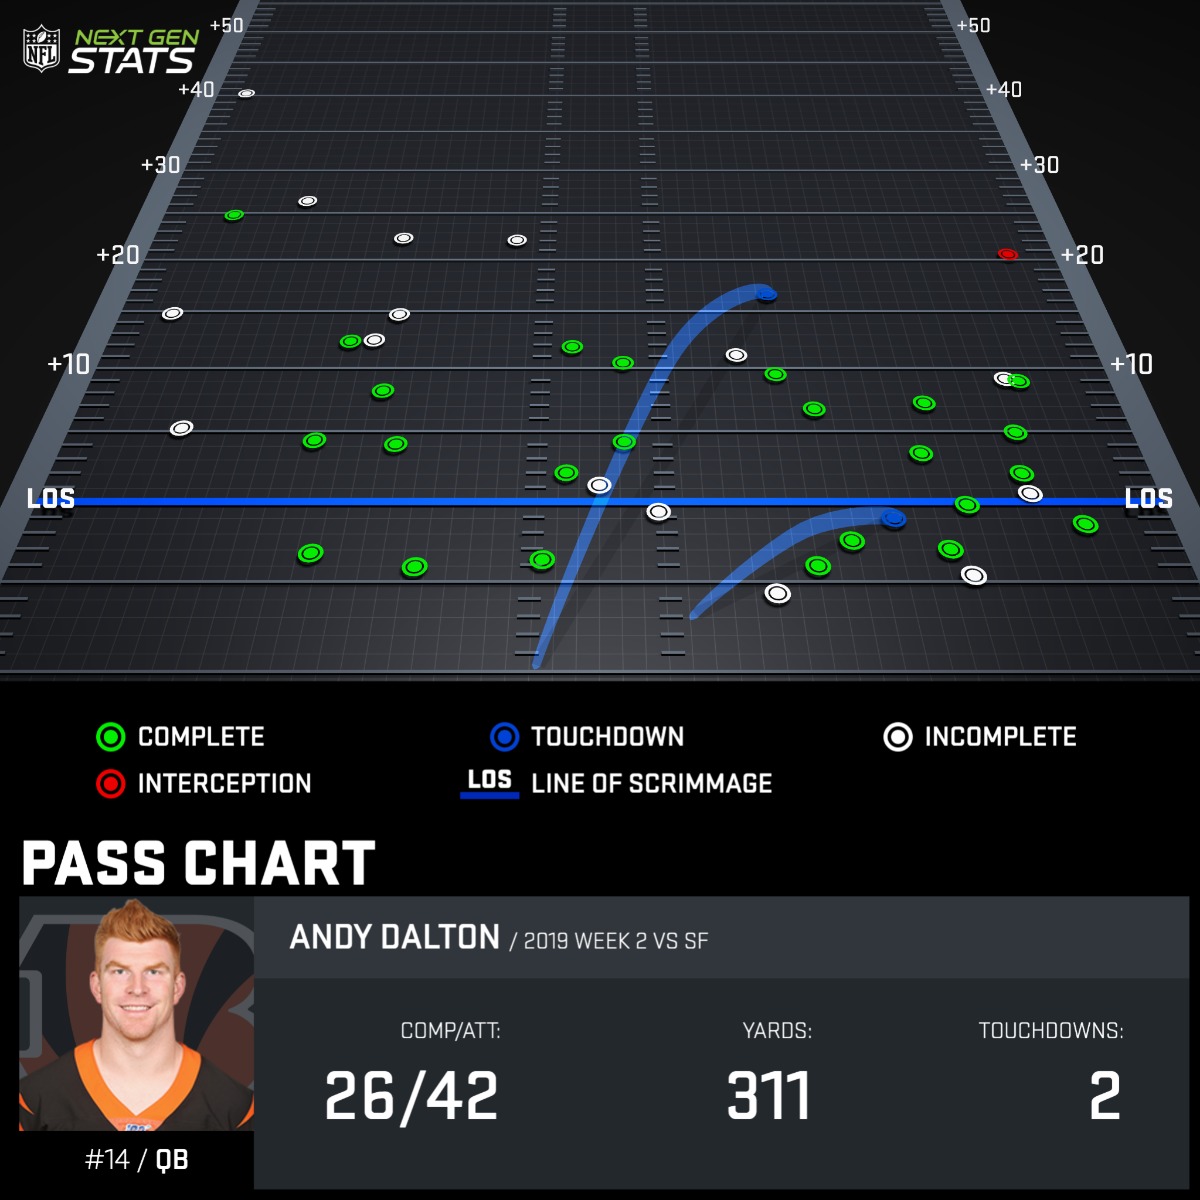 NFL
NEXT GEN
STATS
+50 +50
+40 +40
+30 +30
+20 +20
+10 +10
LOS LOS
COMPLETE TOUCHDOWN INCOMPLETE
INTERCEPTION LOS LINE OF SCRIMMAGE
PASS CHART
ANDY DALTON / 2019 WEEK 2 VS SF
COMP/ATT: YARDS: TOUCHDOWNS:
26/42 311 2
#14 / QB